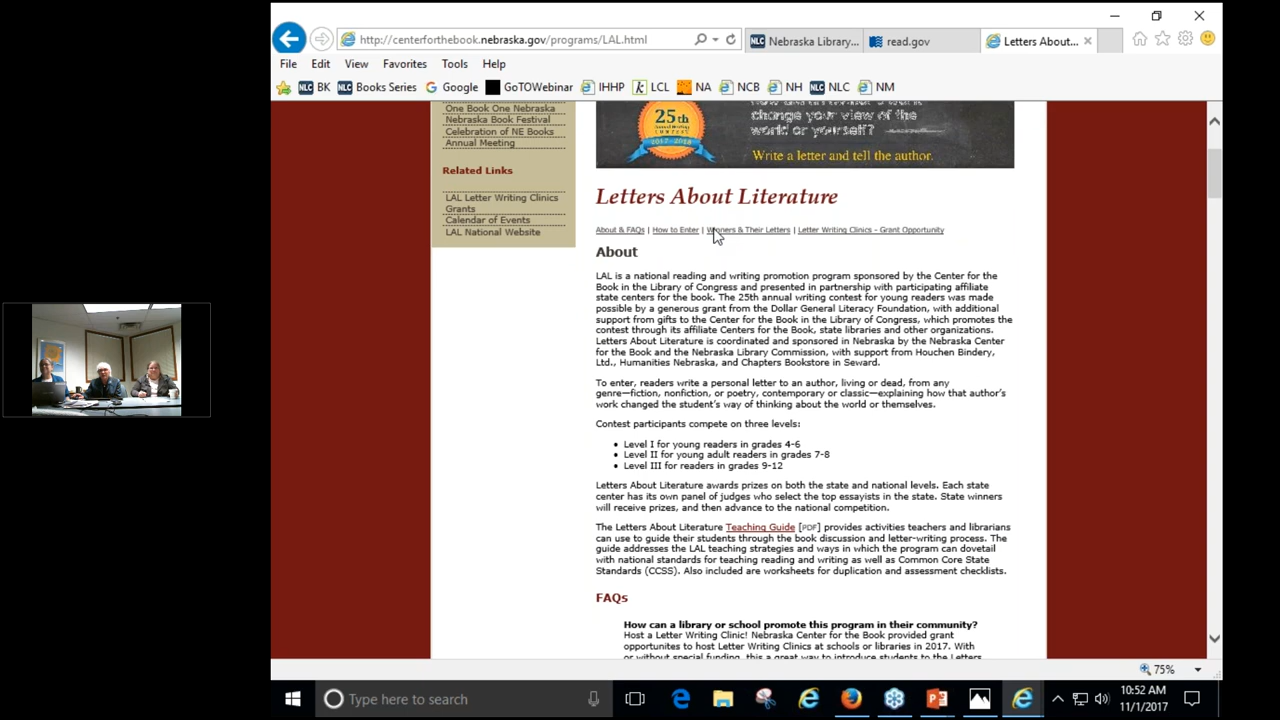 http://centerforthebook.nebraska.gov/programs/LAL.html
Nebraska Library...
read.gov
Letters About...
File Edit View Favorites Tools Help
BK Books Series Google GoTOWebinar IHHP LCL NA NCB NH NLC NM
One Book One Nebraska
Nebraska Book Festival
Celebration of NE Books
Annual Meeting
Related Links
LAL Letter Writing Clinics
Grants
Calendar of Events
LAL National Website
25th
change your view of the
world or yourself?
Write a letter and tell the author.
Letters About Literature
About & FAQs | How to Enter | Winners & Their Letters | Letter Writing Clinics - Grant Opportunity
About
LAL is a national reading and writing promotion program sponsored by the Center for the
Book in the Library of Congress and presented in partnership with participating affiliate
state centers for the book. The 25th annual writing contest for young readers was made
possible by a generous grant from the Dollar General Literacy Foundation, with additional
support from gifts to the Center for the Book in the Library of Congress, which promotes the
contest through its affiliate Centers for the Book, state libraries and other organizations.
Letters About Literature is coordinated and sponsored in Nebraska by the Nebraska Center
for the Book and the Nebraska Library Commission, with support from Houchen Bindery,
Ltd., Humanities Nebraska, and Chapters Bookstore in Seward.
To enter, readers write a personal letter to an author, living or dead, from any
genre—fiction, nonfiction, or poetry, contemporary or classic—explaining how that author's
work changed the student's way of thinking about the world or themselves.
Contest participants compete on three levels:
• Level I for young readers in grades 4-6
• Level II for young adult readers in grades 7-8
• Level III for readers in grades 9-12
Letters About Literature awards prizes on both the state and national levels. Each state
center has its own panel of judges who select the top essayists in the state. State winners
will receive prizes, and then advance to the national competition.
The Letters About Literature Teaching Guide [PDF] provides activities teachers and librarians
can use to guide their students through the book discussion and letter-writing process. The
guide addresses the LAL teaching strategies and ways in which the program can dovetail
with national standards for teaching reading and writing as well as Common Core State
Standards (CCSS). Also included are worksheets for duplication and assessment checklists.
FAQs
How can a library or school promote this program in their community?
Host a Letter Writing Clinic! Nebraska Center for the Book provided grant
opportunites to host Letter Writing Clinics at schools or libraries in 2017. With
or without special funding, this a great way to introduce students to the Letters
75%
Type here to search
10:52 AM
11/1/2017